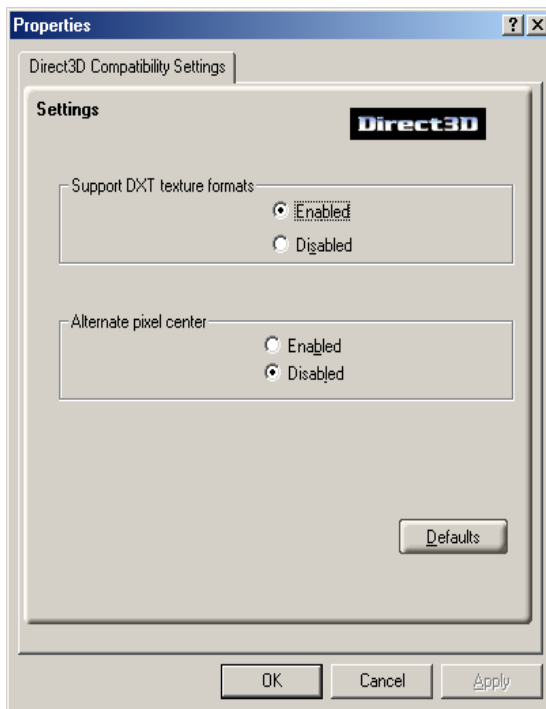 Properties
Direct3D Compatibility Settings
Settings
Direct3D
Support DXT texture formats
Enabled
Disabled
Alternate pixel center
Enabled
Disabled
Defaults
OK Cancel Apply